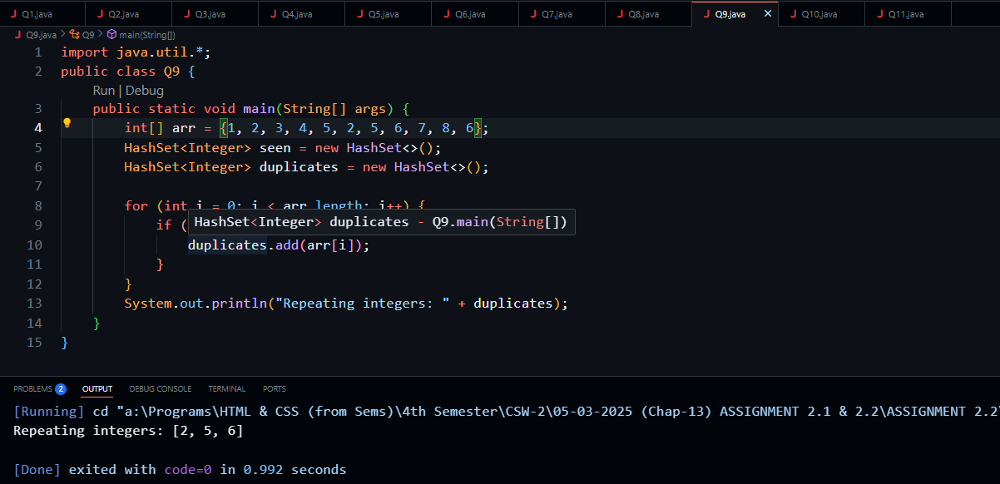 J Q1.java J Q2.java J Q3.java J Q4.java J Q5.java J Q6.java J Q7.java J Q8.java J Q9.java × J Q10.java J Q11.java
J Q9.java > Q9 > main(String[])
1 import java.util.*;
2 public class Q9 {
Run | Debug
3 public static void main(String[] args) {
4 int[] arr = {1, 2, 3, 4, 5, 2, 5, 6, 7, 8, 6};
5 HashSet<Integer> seen = new HashSet<>();
6 HashSet<Integer> duplicates = new HashSet<>();
7
8 for (int i = 0; i < arr.length; i++) {
9 if (
HashSet<Integer> duplicates - Q9.main(String[])
10 duplicates.add(arr[i]);
11 }
12 }
13 System.out.println("Repeating integers: " + duplicates);
14 }
15 }
PROBLEMS 2 OUTPUT DEBUG CONSOLE TERMINAL PORTS
[Running] cd "a:\Programs\HTML & CSS (from Sems)\4th Semester\CSW-2\05-03-2025 (Chap-13) ASSIGNMENT 2.1 & 2.2\ASSIGNMENT 2.2\
Repeating integers: [2, 5, 6]
[Done] exited with code=0 in 0.992 seconds